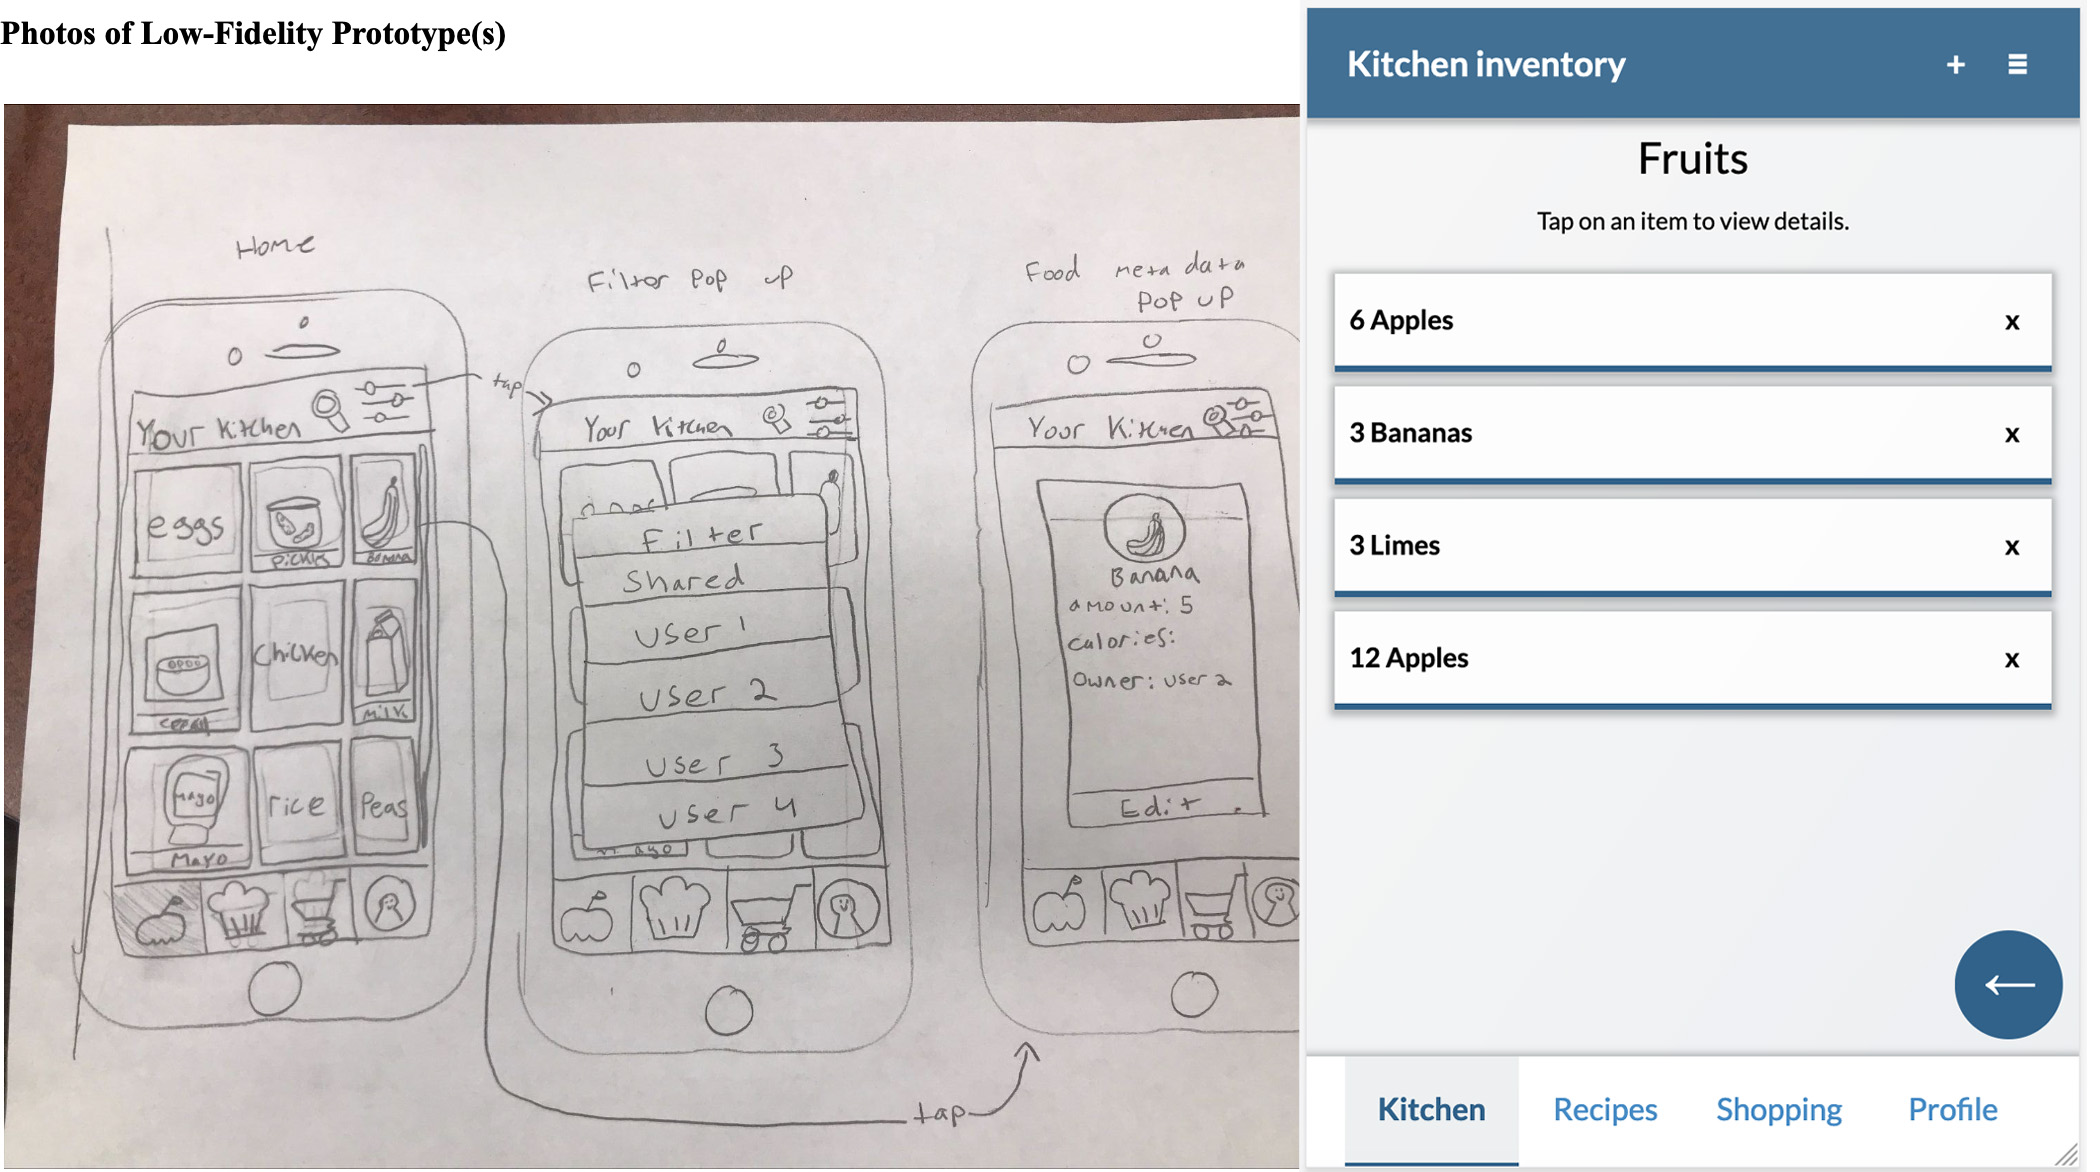 Photos of Low-Fidelity Prototype(s)
Home
Your Kitchen
eggs
Pickles
Banana
Cereal
Chicken
Milk
Mayo
Mayo
rice
Peas
tap
Filter Pop up
Your Kitchen
Filter
Shared
User 1
User 2
User 3
User 4
mayo
Food meta data
Pop up
Your Kitchen
Banana
amount: 5
calories:
Owner: user 2
Edit
tap
Kitchen inventory
+
Fruits
Tap on an item to view details.
6 Apples x
3 Bananas x
3 Limes x
12 Apples x
Kitchen Recipes Shopping Profile